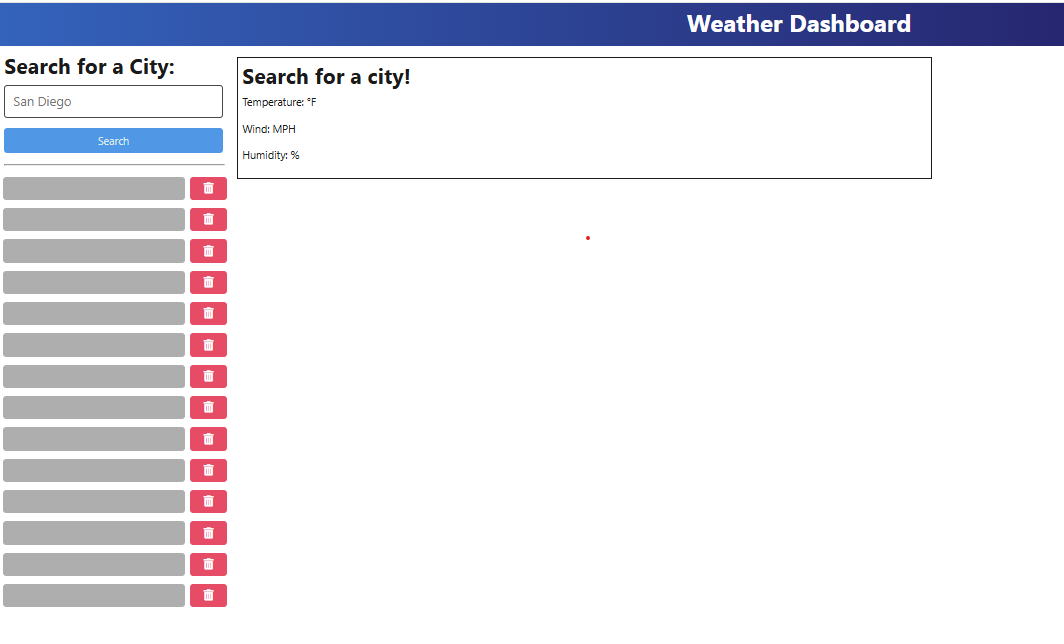 Weather Dashboard
Search for a City:
San Diego
Search
Search for a city!
Temperature: °F
Wind: MPH
Humidity: %